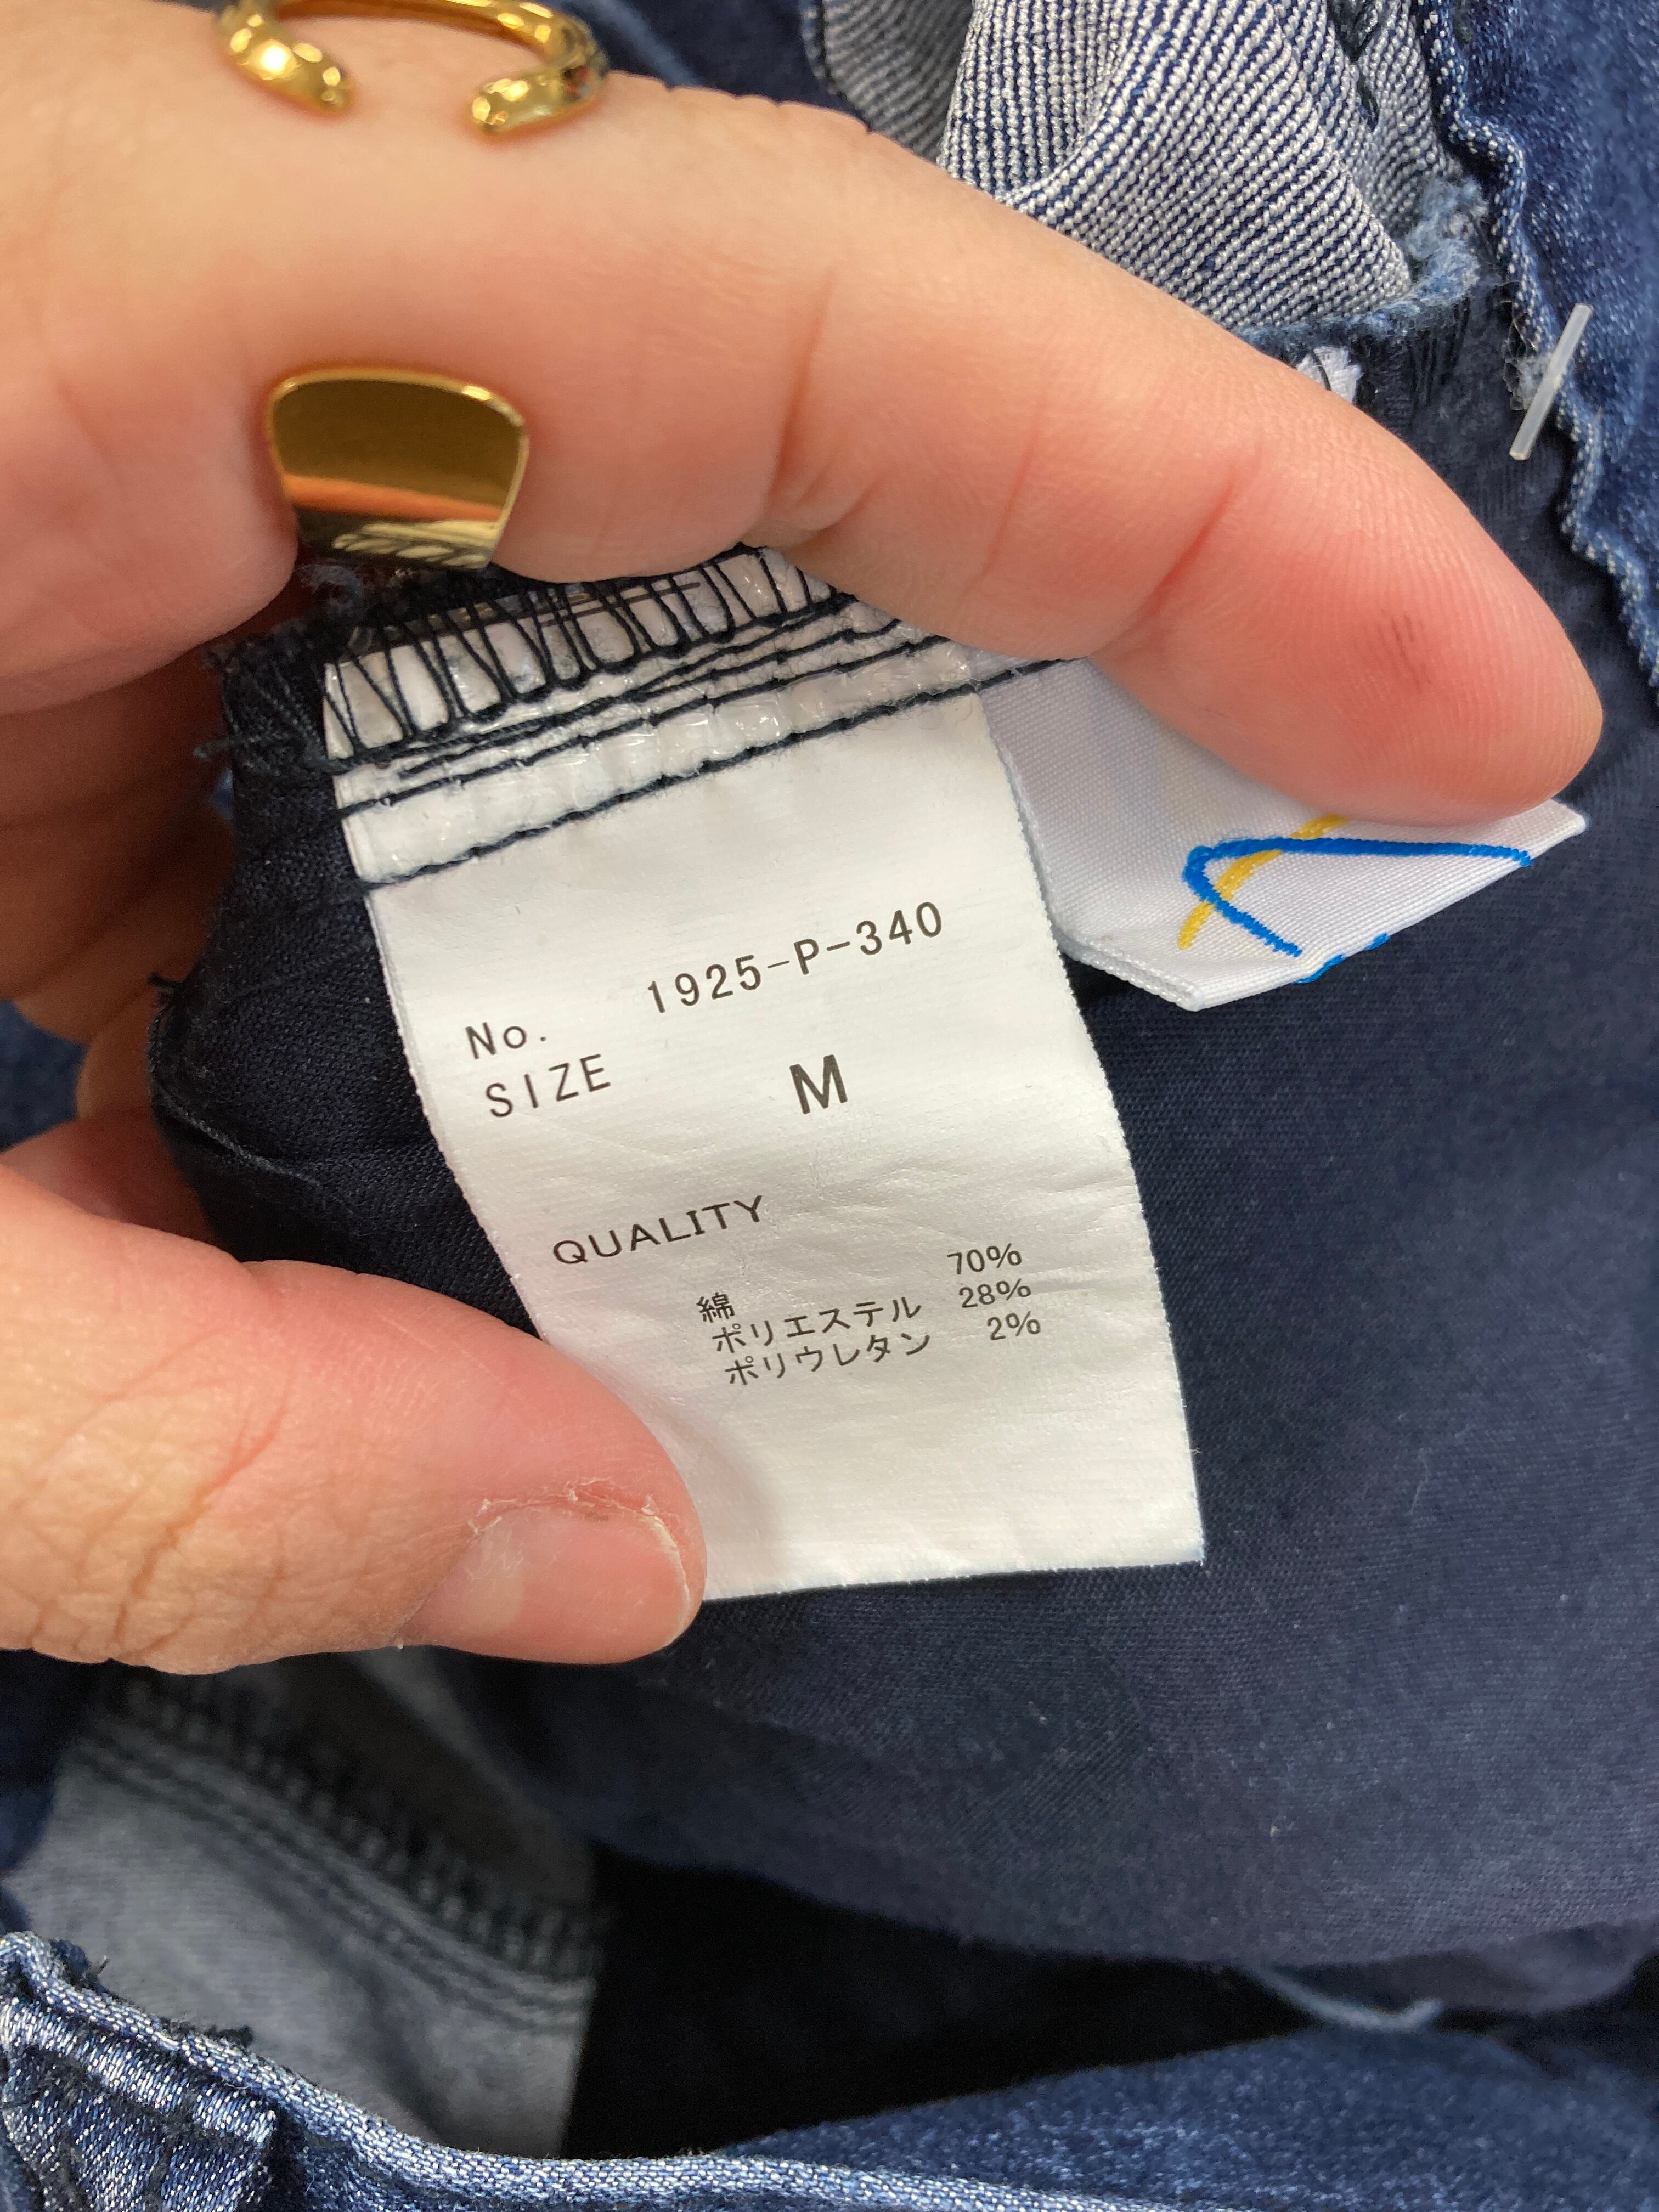 No. 1925-P-340
SIZE M
QUALITY
綿 70%
ポリエステル 28%
ポリウレタン 2%